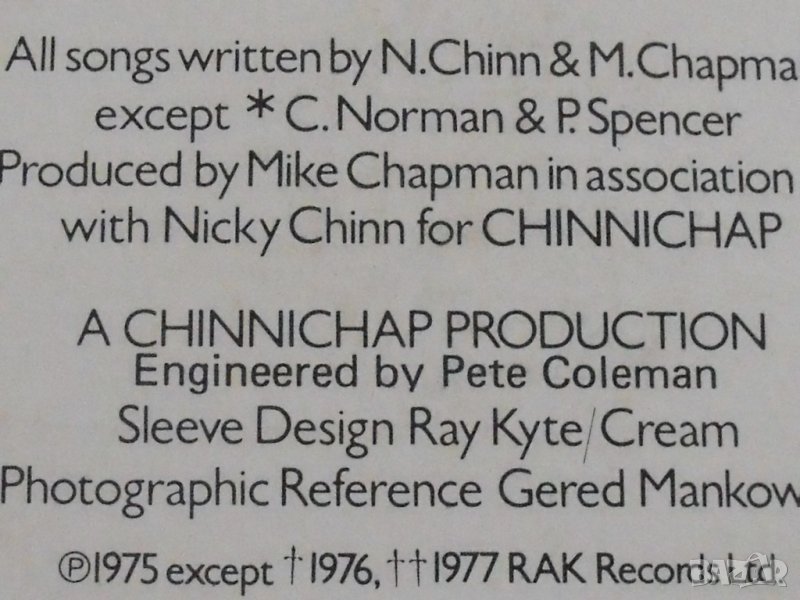 All songs written by N.Chinn & M.Chapma
except * C. Norman & P. Spencer
Produced by Mike Chapman in association
with Nicky Chinn for CHINNICHAP
A CHINNICHAP PRODUCTION
Engineered by Pete Coleman
Sleeve Design Ray Kyte/Cream
Photographic Reference Gered Mankow
℗1975 except †1976, ††1977 RAK Records Ltd